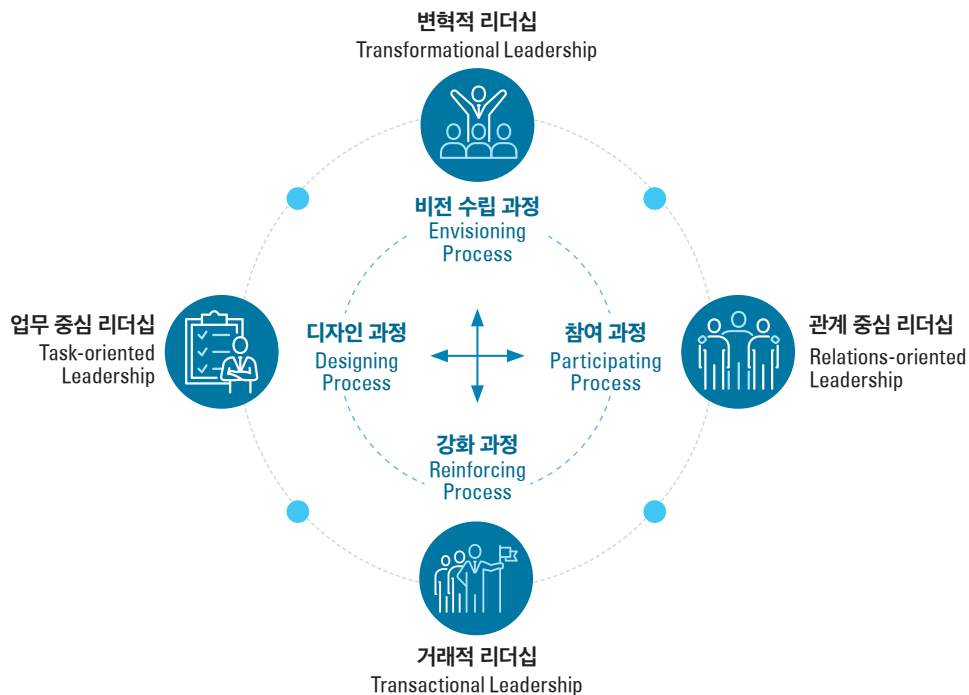 변혁적 리더십
Transformational Leadership
비전 수립 과정
Envisioning
Process
업무 중심 리더십
Task-oriented
Leadership
디자인 과정
Designing
Process
참여 과정
Participating
Process
관계 중심 리더십
Relations-oriented
Leadership
강화 과정
Reinforcing
Process
거래적 리더십
Transactional Leadership